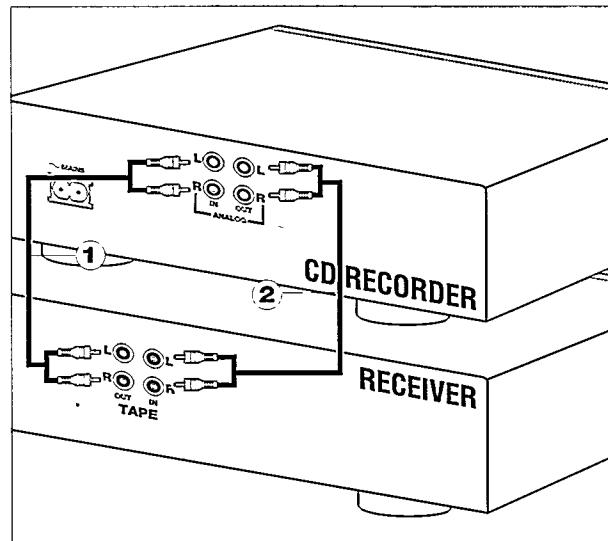 ~ MAINS
L L
R R
IN OUT
ANALOG
1
2
CD RECORDER
L L
R R
OUT IN
TAPE
RECEIVER